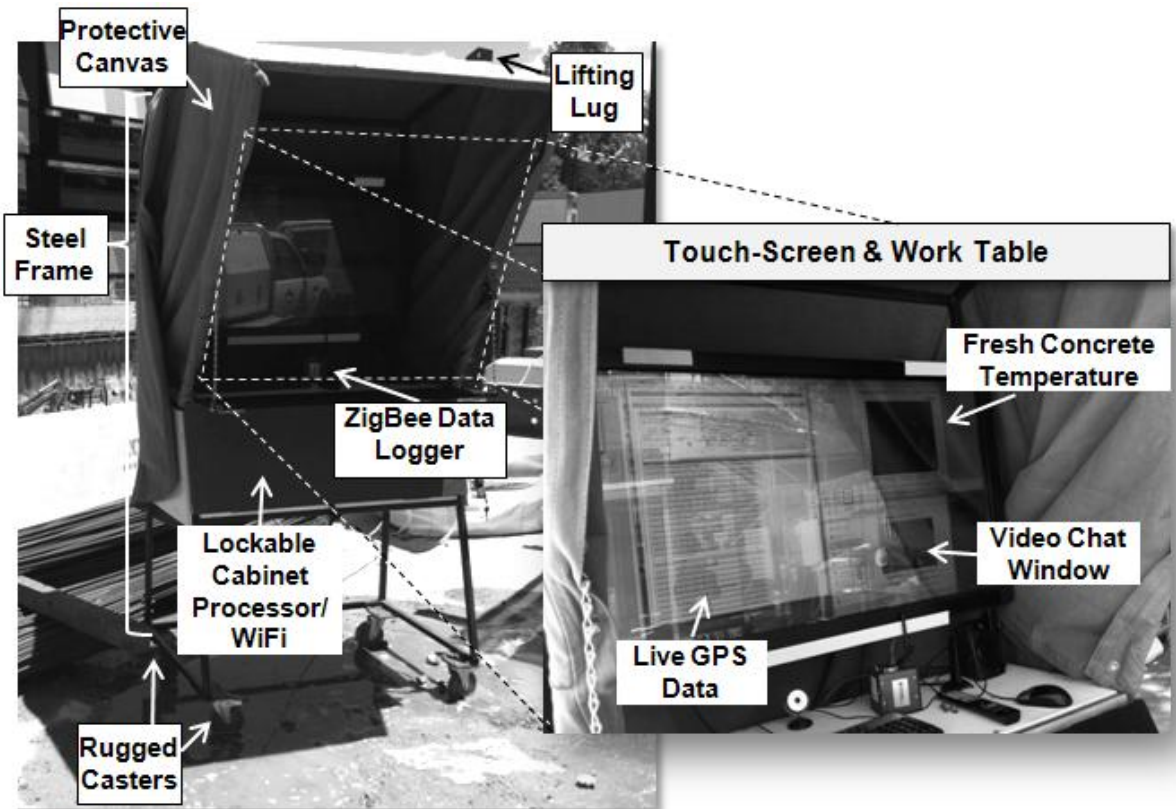 Protective
Canvas
Lifting
Lug
Steel
Frame
Touch-Screen & Work Table
Fresh Concrete
Temperature
ZigBee Data
Logger
Lockable
Cabinet
Processor/
WiFi
Video Chat
Window
Live GPS
Data
Rugged
Casters